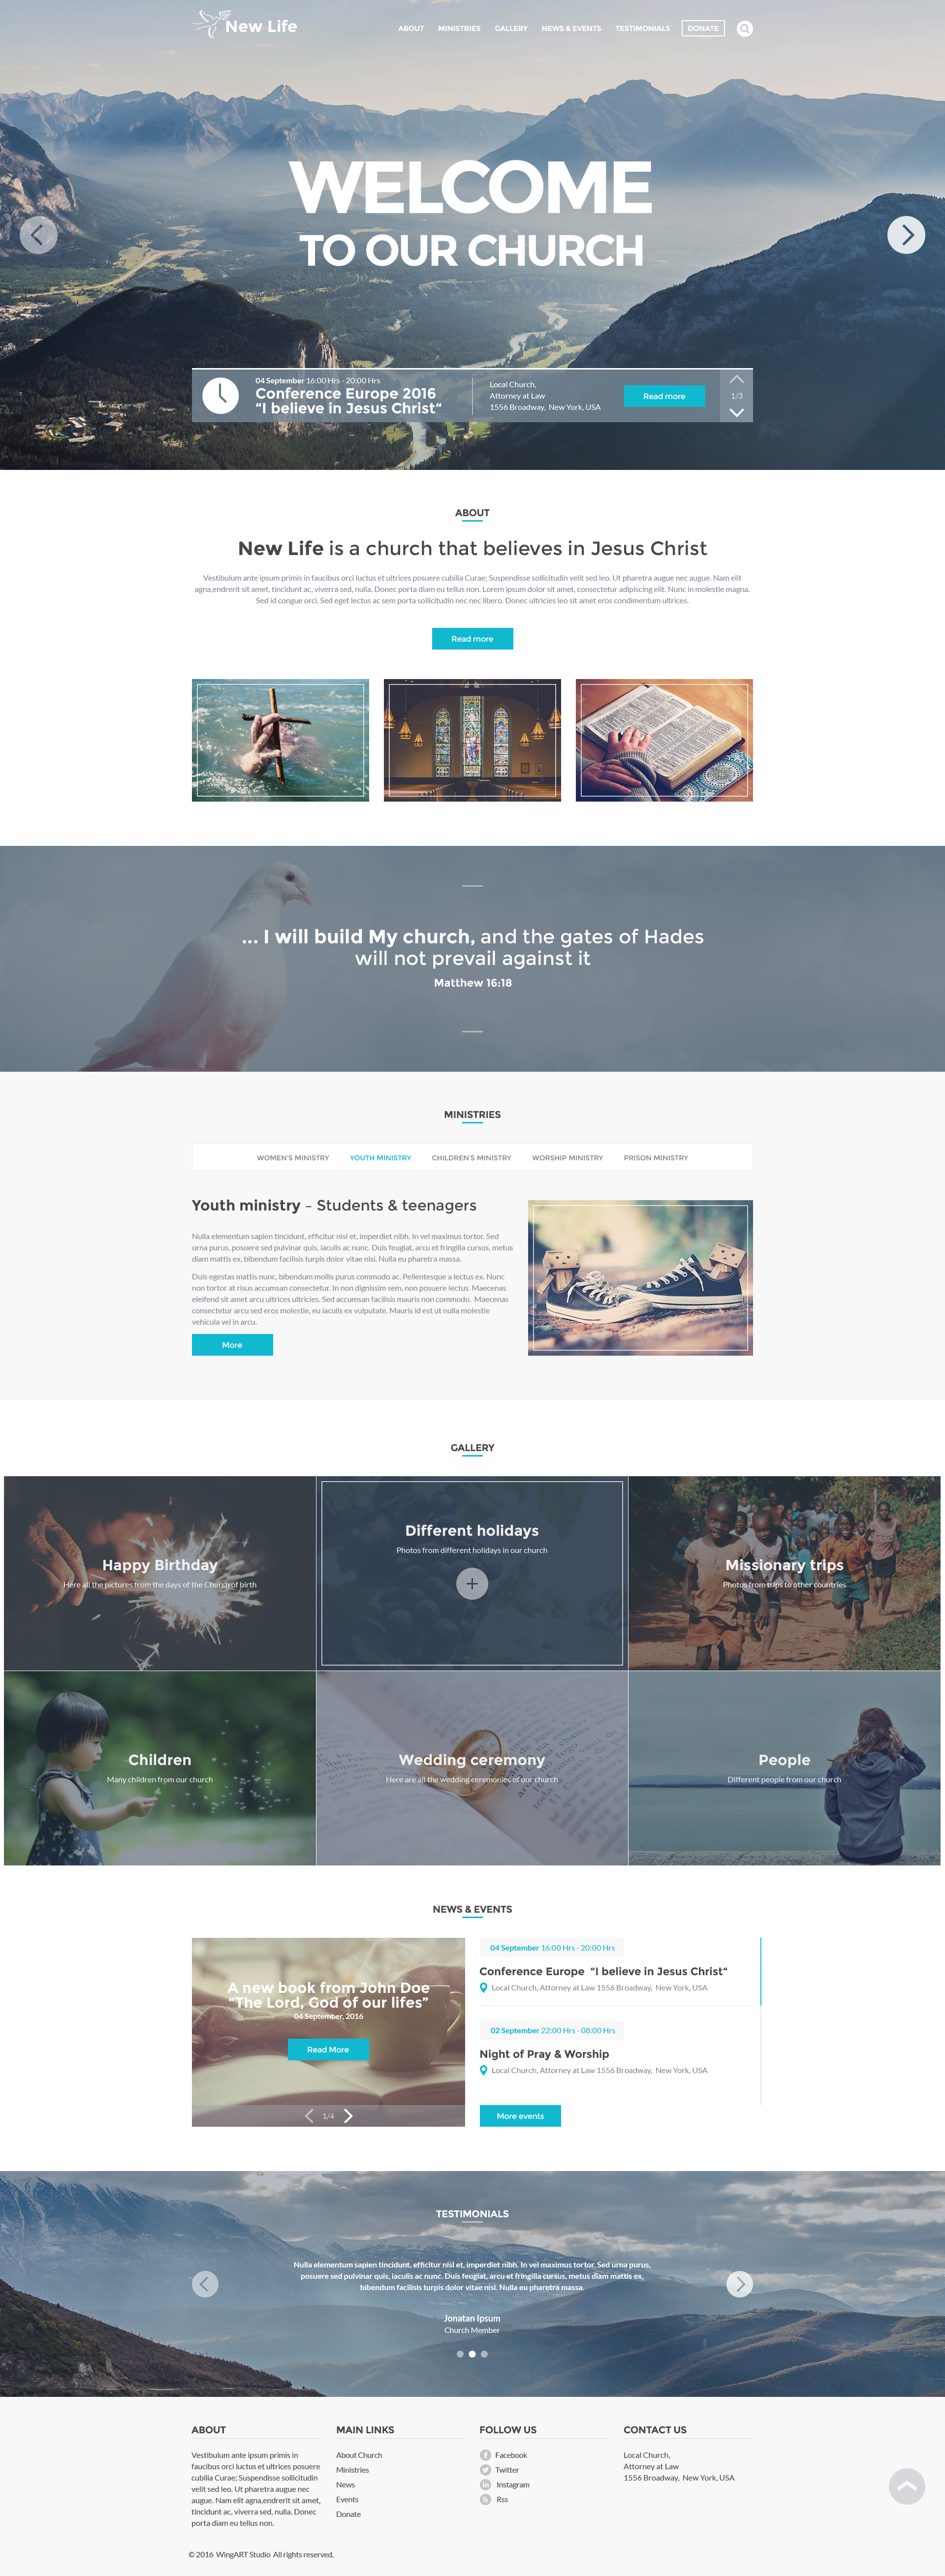 New Life
ABOUT MINISTRIES GALLERY NEWS & EVENTS TESTIMONIALS DONATE
WELCOME
TO OUR CHURCH
04 September 16:00 Hrs - 20:00 Hrs
Conference Europe 2016
“I believe in Jesus Christ“
Local Church,
Attorney at Law
1556 Broadway, New York, USA
Read more
1/3
ABOUT
New Life is a church that believes in Jesus Christ
Vestibulum ante ipsum primis in faucibus orci luctus et ultrices posuere cubilia Curae; Suspendisse sollicitudin velit sed leo. Ut pharetra augue nec augue. Nam elit
agna,endrerit sit amet, tincidunt ac, viverra sed, nulla. Donec porta diam eu tellus non. Lorem ipsum dolor sit amet, consectetur adipiscing elit. Nunc in molestie magna.
Sed id congue orci. Sed eget lectus ac sem porta sollicitudin nec nec libero. Donec ultricies leo sit amet eros condimentum ultrices.
Read more
... I will build My church, and the gates of Hades
will not prevail against it
Matthew 16:18
MINISTRIES
WOMEN'S MINISTRY YOUTH MINISTRY CHILDREN'S MINISTRY WORSHIP MINISTRY PRISON MINISTRY
Youth ministry – Students & teenagers
Nulla elementum sapien tincidunt, efficitur nisl et, imperdiet nibh. In vel maximus tortor. Sed
urna purus, posuere sed pulvinar quis, iaculis ac nunc. Duis feugiat, arcu et fringilla cursus, metus
diam mattis ex, bibendum facilisis turpis dolor vitae nisi. Nulla eu pharetra massa.
Duis egestas mattis nunc, bibendum mollis purus commodo ac. Pellentesque a lectus ex. Nunc
non tortor at risus accumsan consectetur. In non dignissim sem, non posuere lectus. Maecenas
eleifend sit amet arcu ultrices ultricies. Sed accumsan facilisis mauris non commodo. Maecenas
consectetur arcu sed eros molestie, eu iaculis ex vulputate. Mauris id est ut nulla molestie
vehicula vel in arcu.
More
GALLERY
Happy Birthday
Here all the pictures from the days of the Church of birth
Different holidays
Photos from different holidays in our church
Missionary trips
Photos from trips to other countries
Children
Many children from our church
Wedding ceremony
Here are all the wedding ceremonies of our church
People
Different people from our church
NEWS & EVENTS
A new book from John Doe
“The Lord, God of our lifes”
04 September, 2016
Read More
1/4
04 September 16:00 Hrs - 20:00 Hrs
Conference Europe “I believe in Jesus Christ“
Local Church, Attorney at Law 1556 Broadway, New York, USA
02 September 22:00 Hrs - 08:00 Hrs
Night of Pray & Worship
Local Church, Attorney at Law 1556 Broadway, New York, USA
More events
TESTIMONIALS
Nulla elementum sapien tincidunt, efficitur nisl et, imperdiet nibh. In vel maximus tortor. Sed urna purus,
posuere sed pulvinar quis, iaculis ac nunc. Duis feugiat, arcu et fringilla cursus, metus diam mattis ex,
bibendum facilisis turpis dolor vitae nisi. Nulla eu pharetra massa.
Jonatan Ipsum
Church Member
ABOUT
Vestibulum ante ipsum primis in
faucibus orci luctus et ultrices posuere
cubilia Curae; Suspendisse sollicitudin
velit sed leo. Ut pharetra augue nec
augue. Nam elit agna,endrerit sit amet,
tincidunt ac, viverra sed, nulla. Donec
porta diam eu tellus non.
MAIN LINKS
About Church
Ministries
News
Events
Donate
FOLLOW US
Facebook
Twitter
Instagram
Rss
CONTACT US
Local Church,
Attorney at Law
1556 Broadway, New York, USA
© 2016 WingART Studio All rights reserved.